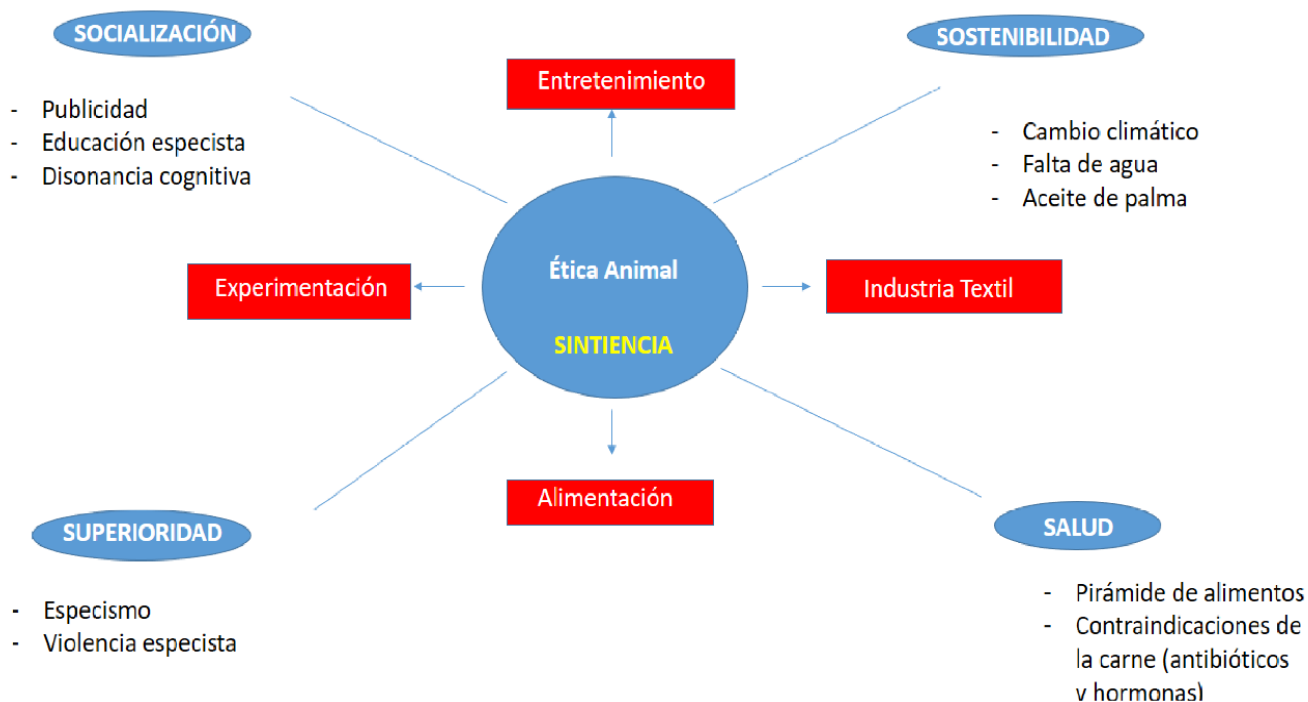 SOCIALIZACIÓN
- Publicidad
- Educación especista
- Disonancia cognitiva
Entretenimiento
SOSTENIBILIDAD
- Cambio climático
- Falta de agua
- Aceite de palma
Experimentación
Ética Animal
SINTIENCIA
Industria Textil
Alimentación
SUPERIORIDAD
- Especismo
- Violencia especista
SALUD
- Pirámide de alimentos
- Contraindicaciones de
la carne (antibióticos
y hormonas)